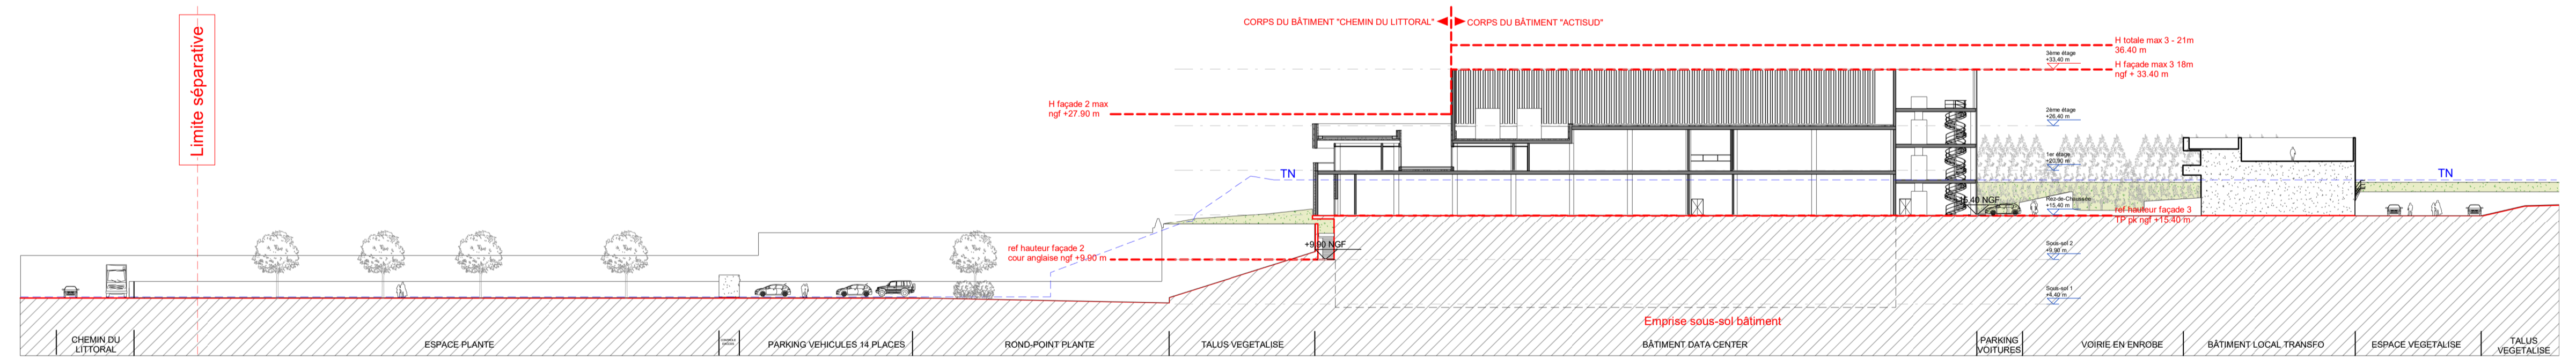 Limite séparative
CORPS DU BÂTIMENT "CHEMIN DU LITTORAL"
CORPS DU BÂTIMENT "ACTISUD"
H totale max 3 - 21m
36.40 m
3ème étage
+33,40 m
H façade max 3 18m
ngf + 33.40 m
H façade 2 max
ngf +27.90 m
2ème étage
+26,40 m
1er étage
+20,90 m
TN
TN
+15,40 NGF
Rez-de-Chaussée
+15,40 m
ref hauteur façade 3
TP pk ngf +15.40 m
ref hauteur façade 2
cour anglaise ngf +9.90 m
+9,90 NGF
Sous-sol 2
+9,90 m
Sous-sol 1
+4,40 m
Emprise sous-sol bâtiment
CHEMIN DU
LITTORAL
ESPACE PLANTE
PARKING VEHICULES 14 PLACES
ROND-POINT PLANTE
TALUS VEGETALISE
BÂTIMENT DATA CENTER
PARKING
VOITURES
VOIRIE EN ENROBE
BÂTIMENT LOCAL TRANSFO
ESPACE VEGETALISE
TALUS
VEGETALISE